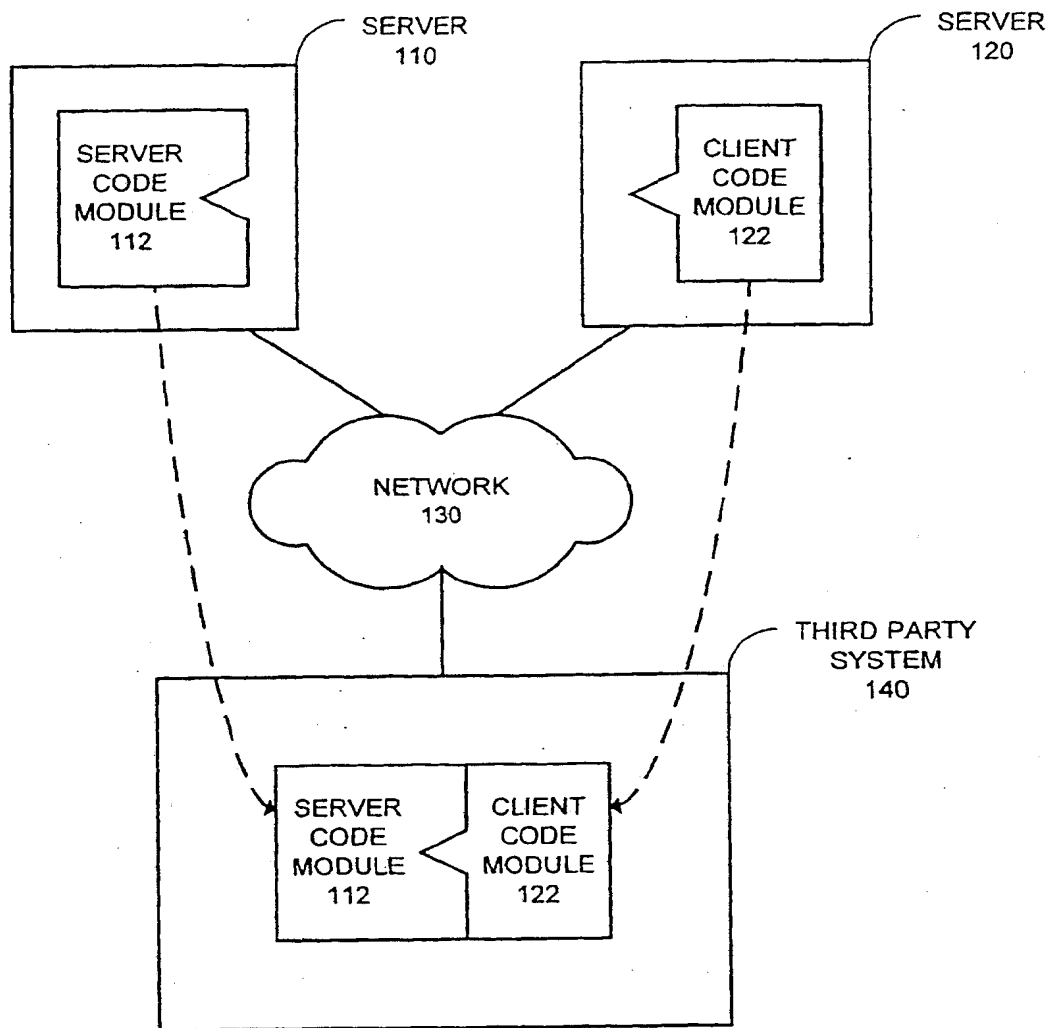 SERVER
110
SERVER
120
SERVER
CODE
MODULE
112
CLIENT
CODE
MODULE
122
NETWORK
130
THIRD PARTY
SYSTEM
140
SERVER
CODE
MODULE
112
CLIENT
CODE
MODULE
122